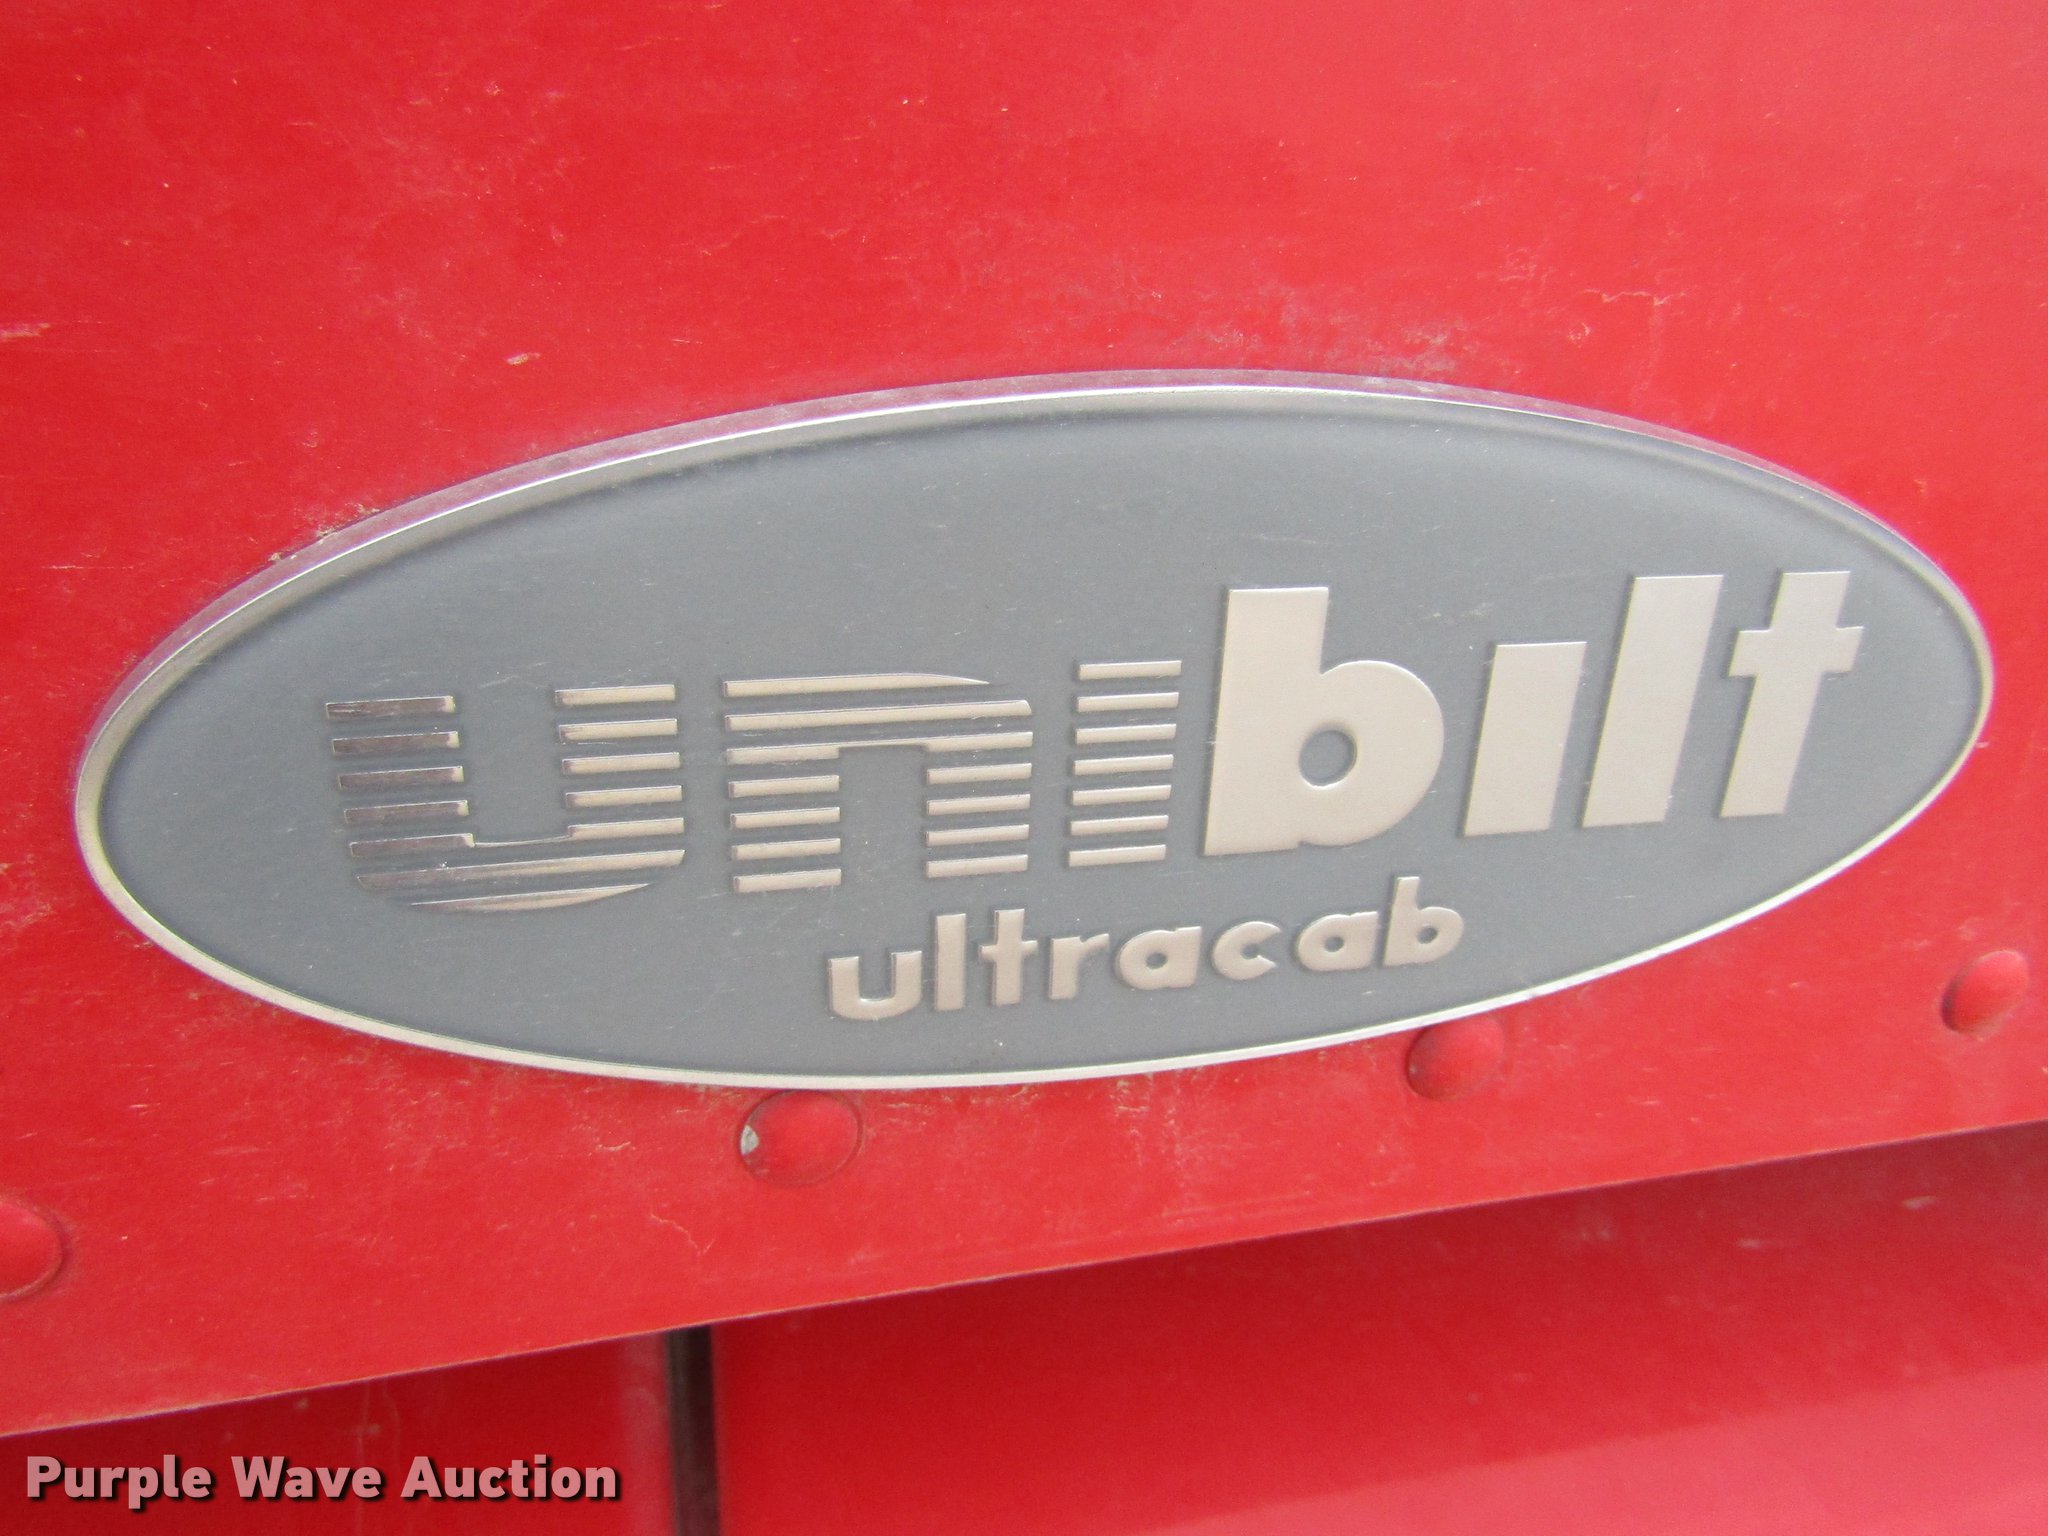 unibilt
ultracab
Purple Wave Auction